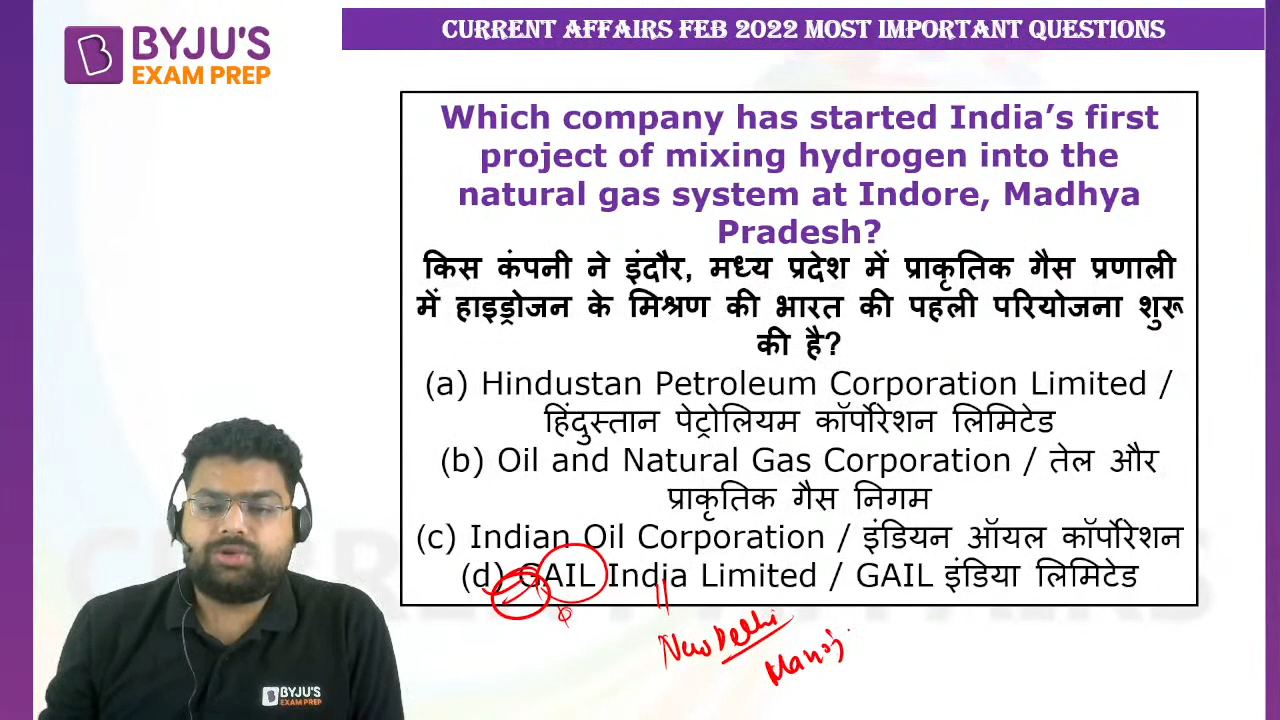 BYJU'S
EXAM PREP
CURRENT AFFAIRS FEB 2022 MOST IMPORTANT QUESTIONS
Which company has started India’s first
project of mixing hydrogen into the
natural gas system at Indore, Madhya
Pradesh?
किस कंपनी ने इंदौर, मध्य प्रदेश में प्राकृतिक गैस प्रणाली
में हाइड्रोजन के मिश्रण की भारत की पहली परियोजना शुरू
की है?
(a) Hindustan Petroleum Corporation Limited /
हिंदुस्तान पेट्रोलियम कॉर्पोरेशन लिमिटेड
(b) Oil and Natural Gas Corporation / तेल और
प्राकृतिक गैस निगम
(c) Indian Oil Corporation / इंडियन ऑयल कॉर्पोरेशन
(d) GAIL India Limited / GAIL इंडिया लिमिटेड
New Delhi
Manoj
BYJU'S
EXAM PREP